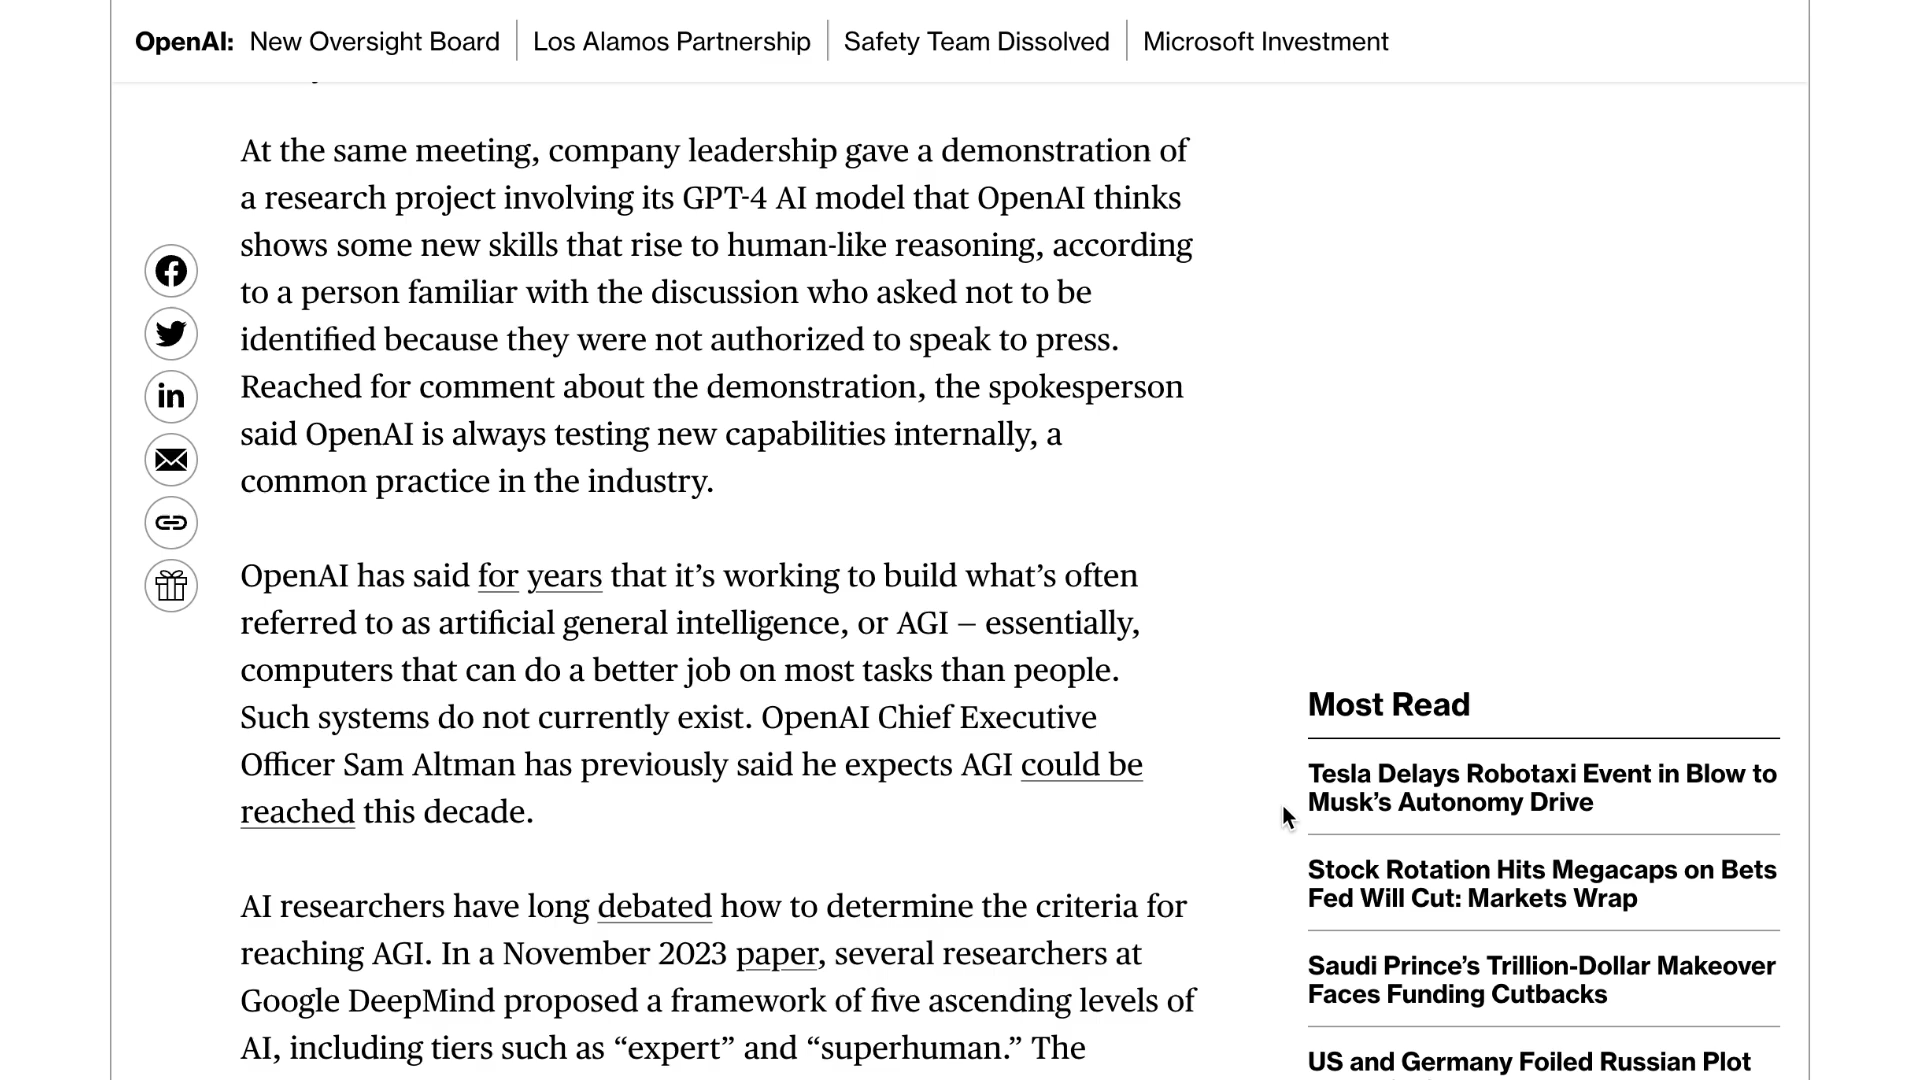 OpenAI: New Oversight Board Los Alamos Partnership Safety Team Dissolved Microsoft Investment
At the same meeting, company leadership gave a demonstration of
a research project involving its GPT-4 AI model that OpenAI thinks
shows some new skills that rise to human-like reasoning, according
to a person familiar with the discussion who asked not to be
identified because they were not authorized to speak to press.
Reached for comment about the demonstration, the spokesperson
said OpenAI is always testing new capabilities internally, a
common practice in the industry.
OpenAI has said for years that it’s working to build what’s often
referred to as artificial general intelligence, or AGI — essentially,
computers that can do a better job on most tasks than people.
Such systems do not currently exist. OpenAI Chief Executive
Officer Sam Altman has previously said he expects AGI could be
reached this decade.
AI researchers have long debated how to determine the criteria for
reaching AGI. In a November 2023 paper, several researchers at
Google DeepMind proposed a framework of five ascending levels of
AI, including tiers such as “expert” and “superhuman.” The
Most Read
Tesla Delays Robotaxi Event in Blow to
Musk’s Autonomy Drive
Stock Rotation Hits Megacaps on Bets
Fed Will Cut: Markets Wrap
Saudi Prince’s Trillion-Dollar Makeover
Faces Funding Cutbacks
US and Germany Foiled Russian Plot